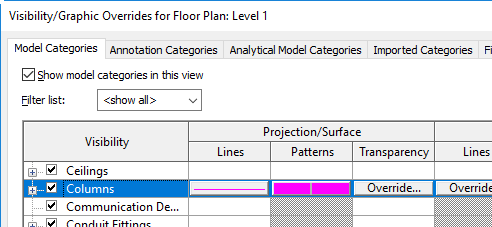 Visibility/Graphic Overrides for Floor Plan: Level 1
Model Categories Annotation Categories Analytical Model Categories Imported Categories
Show model categories in this view
Filter list: <show all>
Projection/Surface
Visibility Lines Patterns Transparency Lines
Ceilings
Columns Override...
Communication De...
Conduit Fittings